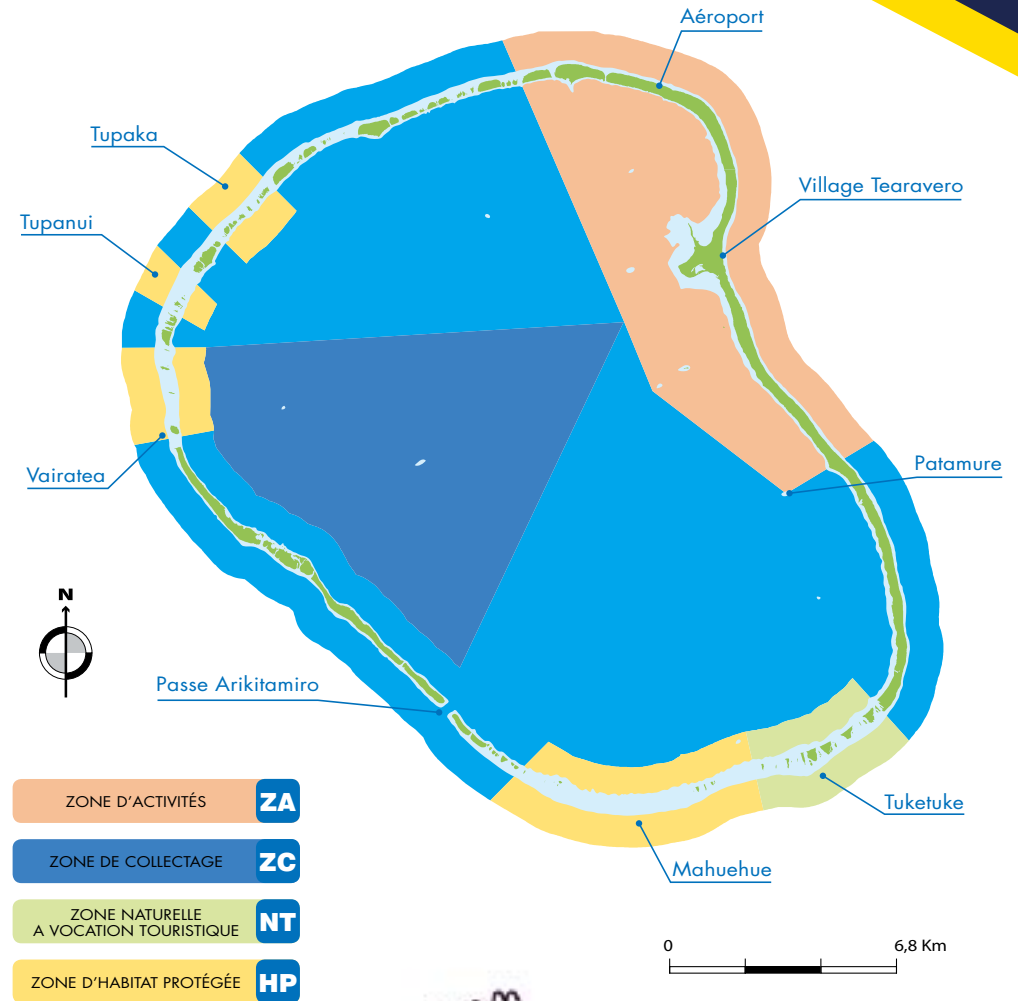 Aéroport
Tupaka
Village Tearavero
Tupanui
Patamure
Vairatea
N
Passe Arikitamiro
Tuketuke
Mahuehue
ZONE D'ACTIVITÉS ZA
ZONE DE COLLECTAGE ZC
ZONE NATURELLE
A VOCATION TOURISTIQUE NT
ZONE D'HABITAT PROTÉGÉE HP
0 6,8 Km